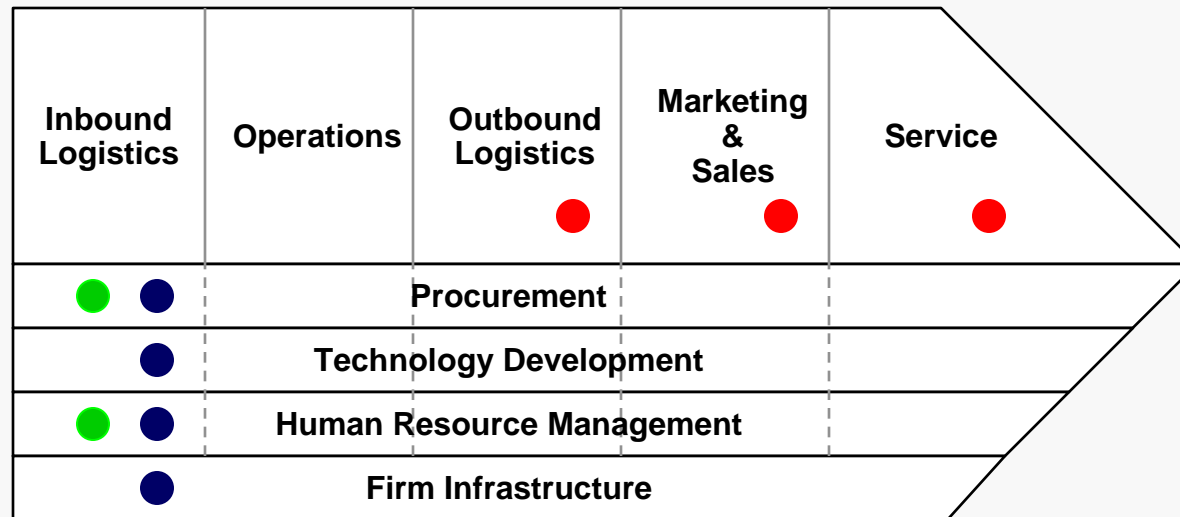 Inbound
Logistics
Operations
Outbound
Logistics
Marketing
&
Sales
Service
Procurement
Technology Development
Human Resource Management
Firm Infrastructure